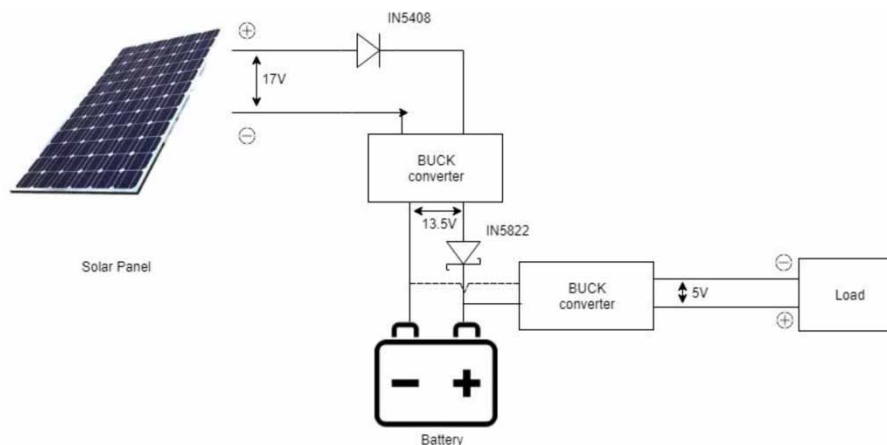 IN5408
⊕
17V
⊖
BUCK
converter
13.5V
IN5822
Solar Panel
⊖
BUCK
converter
5V
Load
⊕
− +
Battery